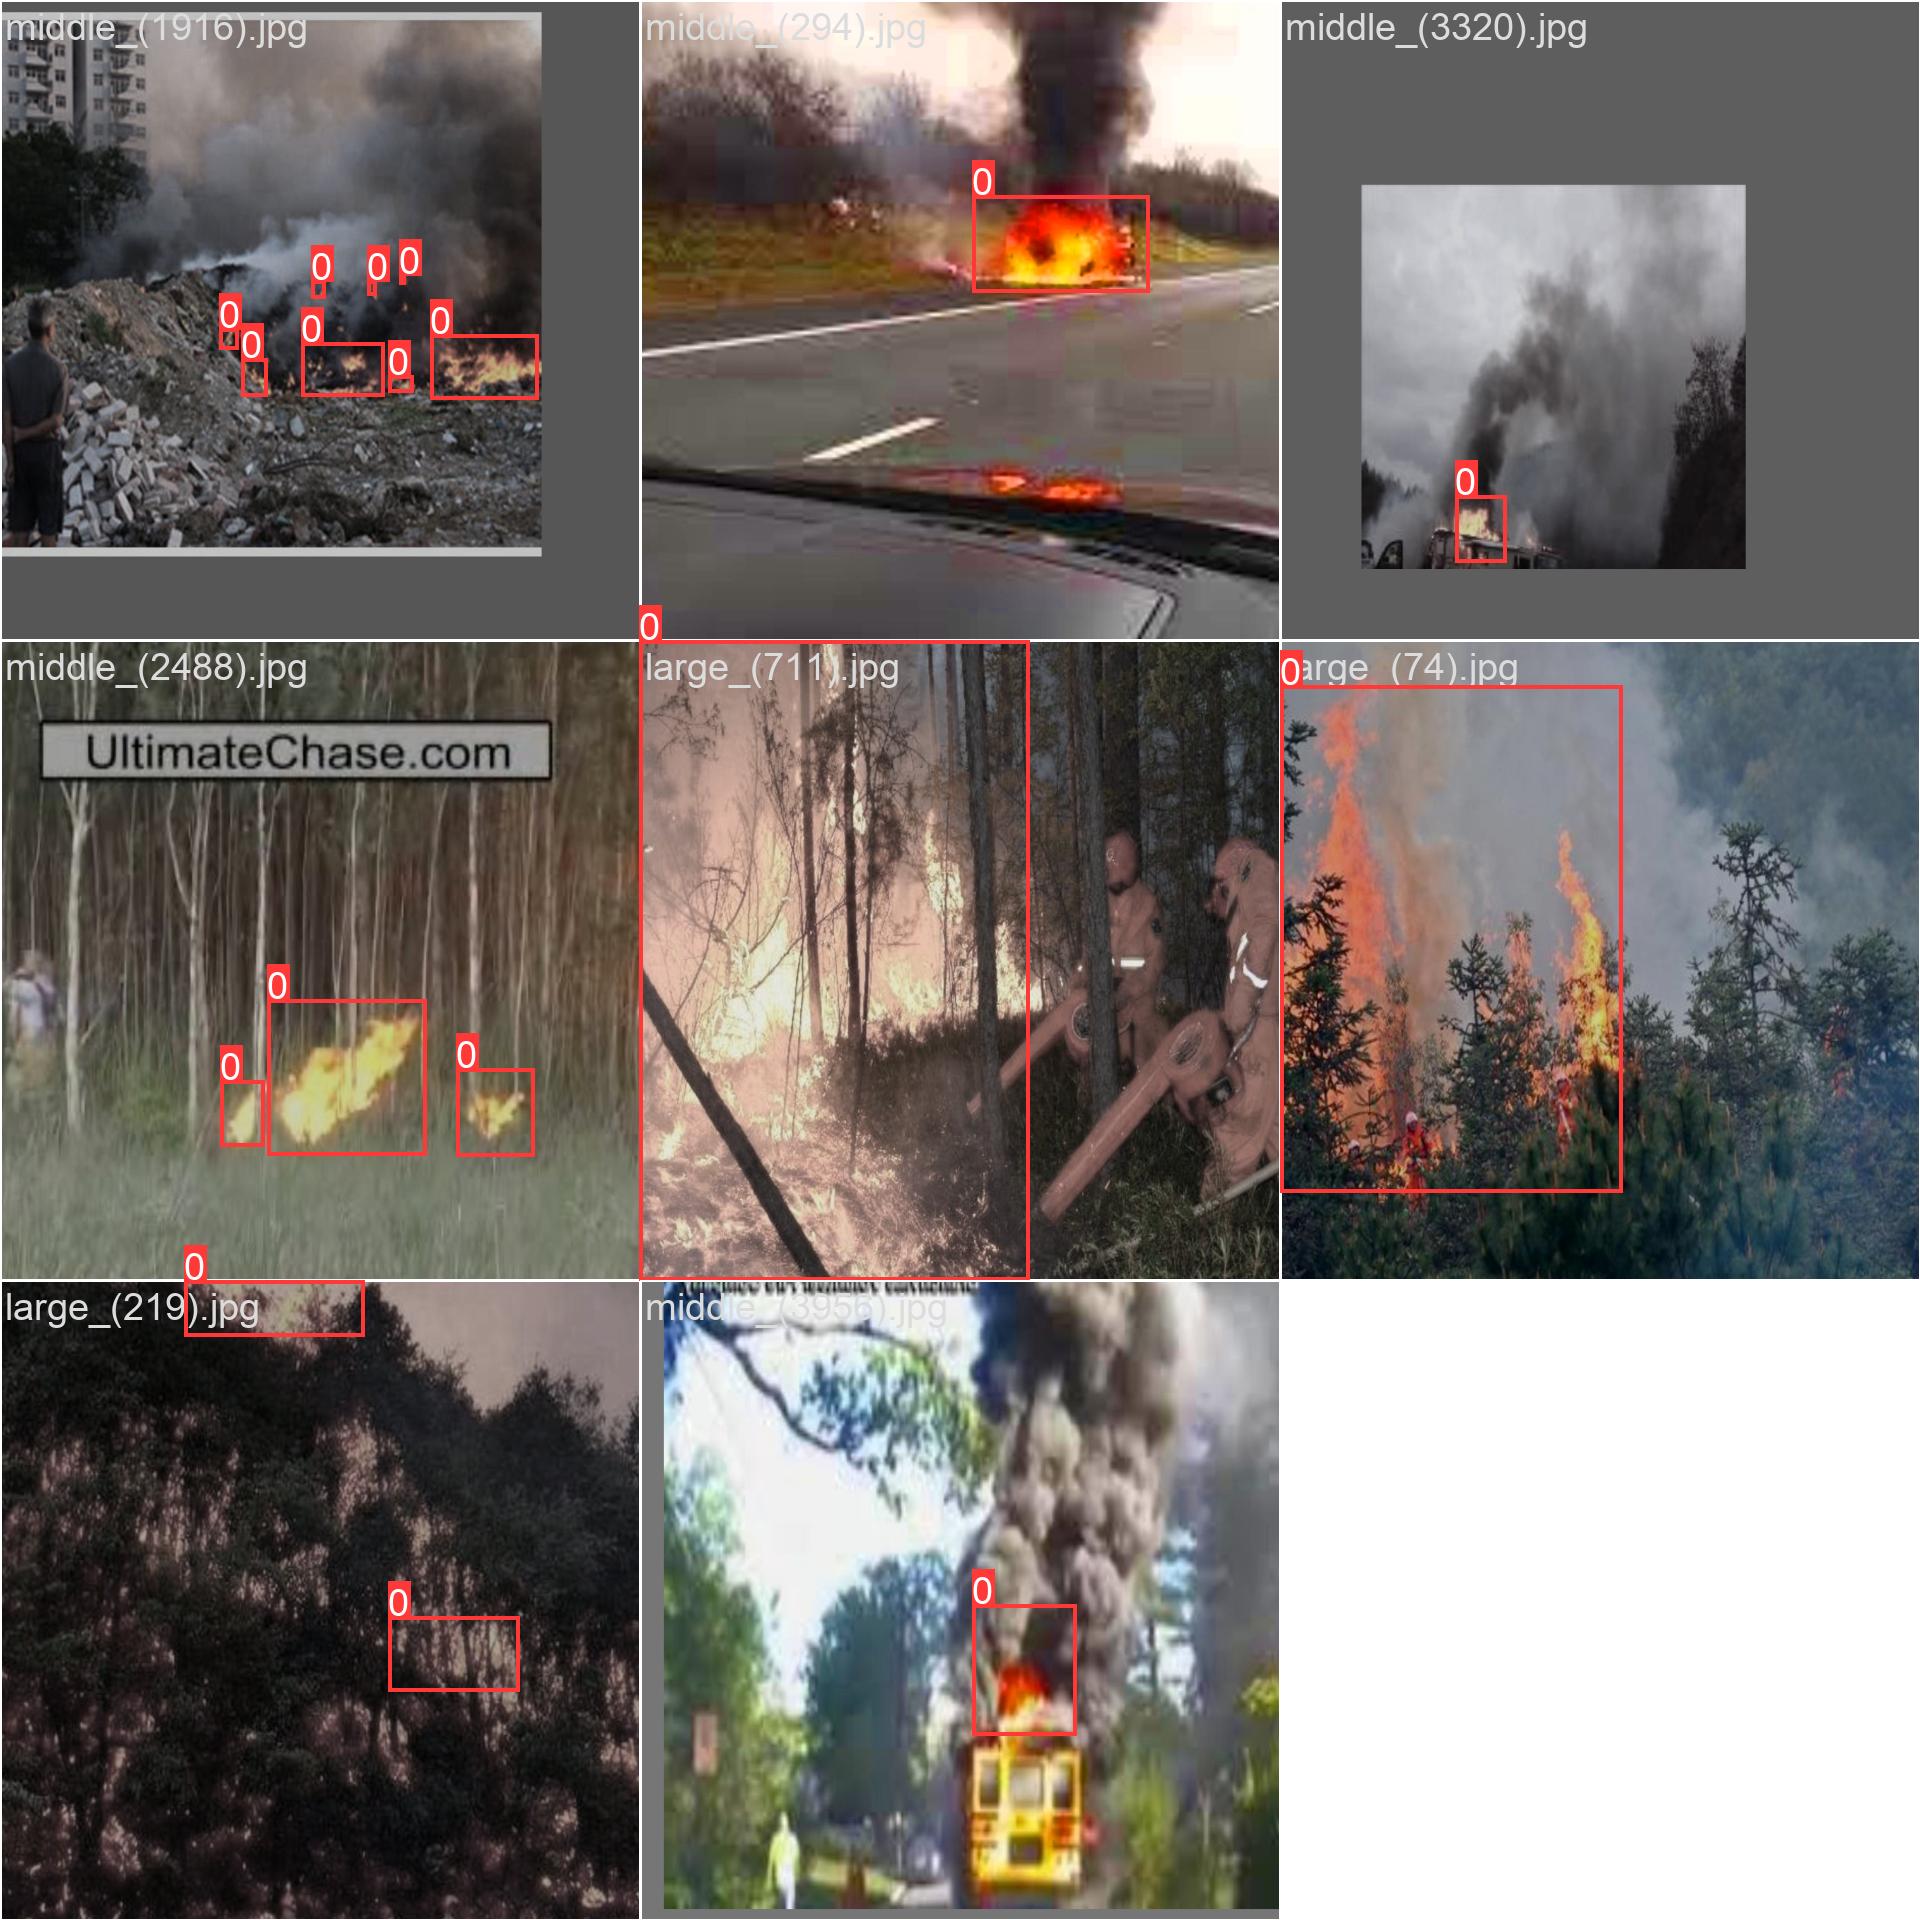 middle_(1916).jpg
middle_(294).jpg
middle_(3320).jpg
0
0
0
0
0
0
0
0
0
0
0
middle_(2488).jpg
large_(711).jpg
0 arge_(74).jpg
UltimateChase.com
0
0
0
0
large_(219).jpg
middle_(3956).jpg
0
0